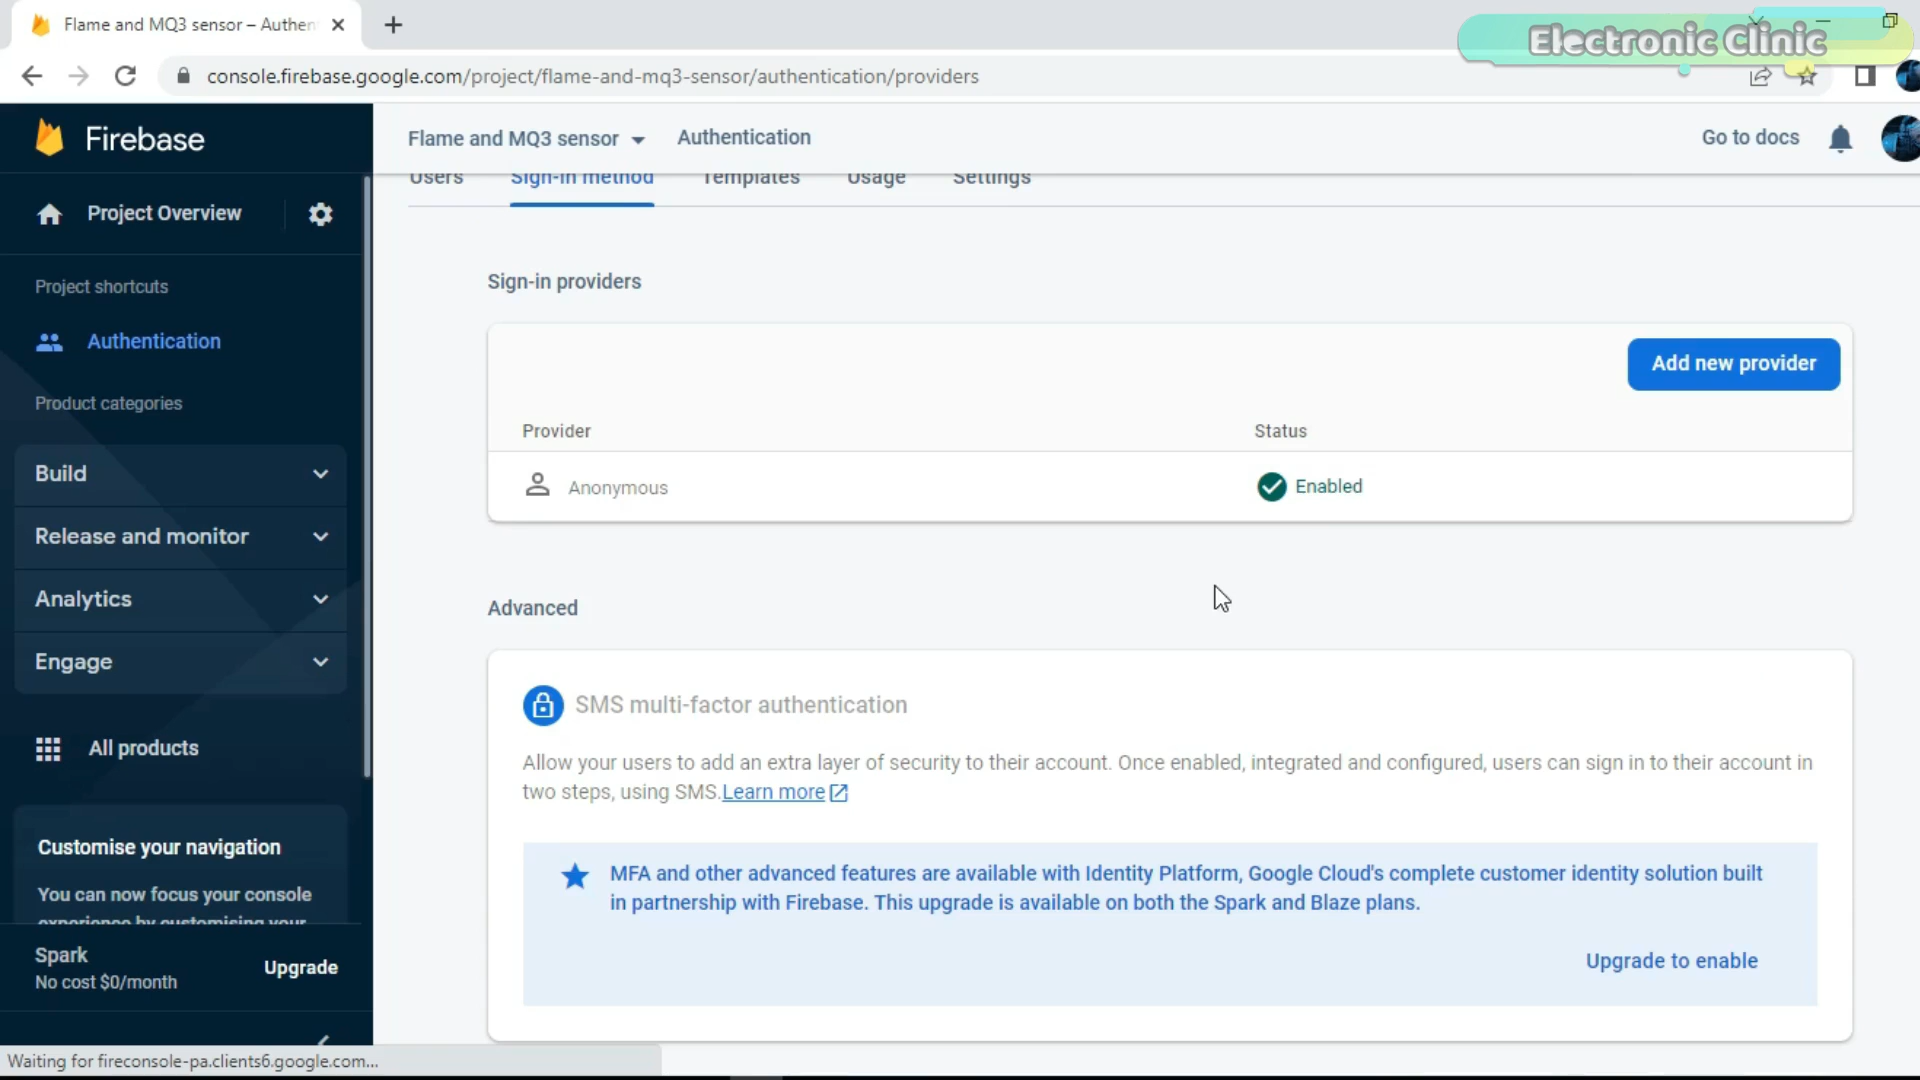 Flame and MQ3 sensor – Authen
Electronic Clinic
console.firebase.google.com/project/flame-and-mq3-sensor/authentication/providers
Firebase
Flame and MQ3 sensor
Authentication
Go to docs
Users
Sign-in method
Templates
Usage
Settings
Project Overview
Project shortcuts
Authentication
Product categories
Build
Release and monitor
Analytics
Engage
All products
Customise your navigation
You can now focus your console
experience by customising your
Spark
No cost $0/month
Upgrade
Sign-in providers
Add new provider
Provider
Status
Anonymous
Enabled
Advanced
SMS multi-factor authentication
Allow your users to add an extra layer of security to their account. Once enabled, integrated and configured, users can sign in to their account in
two steps, using SMS.Learn more
MFA and other advanced features are available with Identity Platform, Google Cloud's complete customer identity solution built
in partnership with Firebase. This upgrade is available on both the Spark and Blaze plans.
Upgrade to enable
Waiting for fireconsole-pa.clients6.google.com...